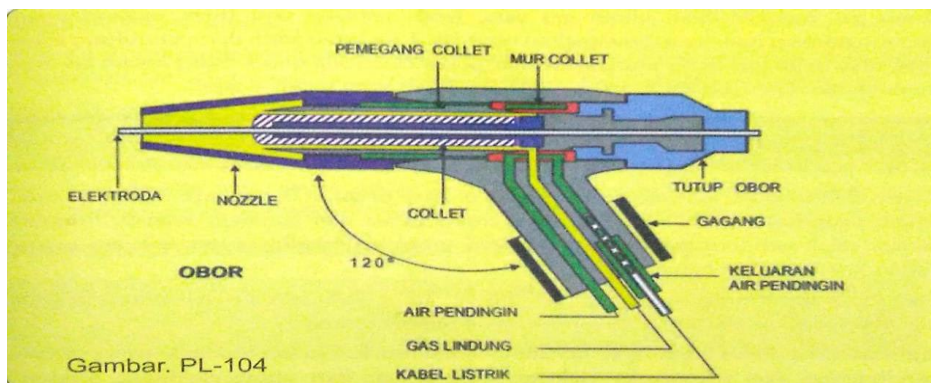 PEMEGANG COLLET
MUR COLLET
ELEKTRODA
NOZZLE
COLLET
TUTUP OBOR
GAGANG
120°
OBOR
KELUARAN
AIR PENDINGIN
AIR PENDINGIN
GAS LINDUNG
KABEL LISTRIK
Gambar. PL-104